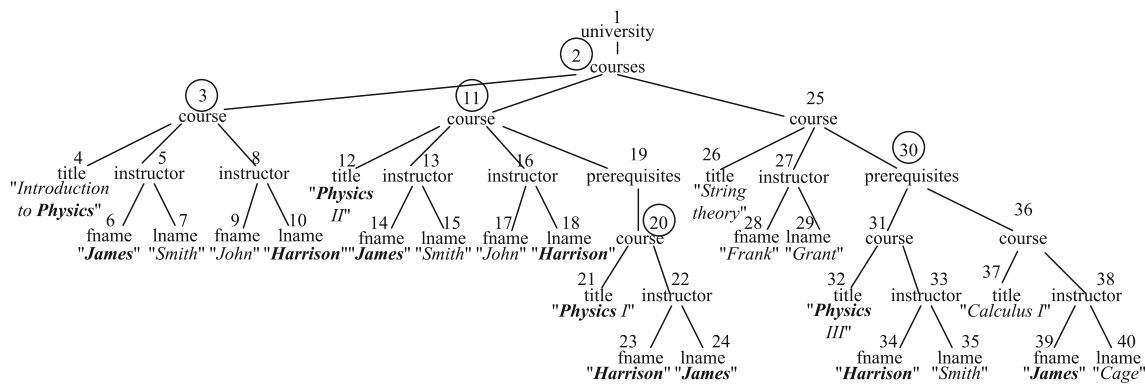 1
university
2
courses
3
11
25
course
course
course
4
5
8
12
13
16
19
26
27
30
title
instructor
instructor
title
instructor
instructor
prerequisites
title
instructor
prerequisites
"Introduction
to Physics"
"Physics
II"
"String
theory"
6
7
9
10
14
15
17
18
20
28
29
31
36
fname
lname
fname
lname
fname
lname
fname
lname
course
fname
lname
course
course
"James"
"Smith"
"John"
"Harrison"
"James"
"Smith"
"John"
"Harrison"
"Frank"
"Grant"
21
22
32
33
37
38
title
instructor
title
instructor
title
instructor
"Physics I"
"Physics
III"
"Calculus I"
23
24
34
35
39
40
fname
lname
fname
lname
fname
lname
"Harrison"
"James"
"Harrison"
"Smith"
"James"
"Cage"